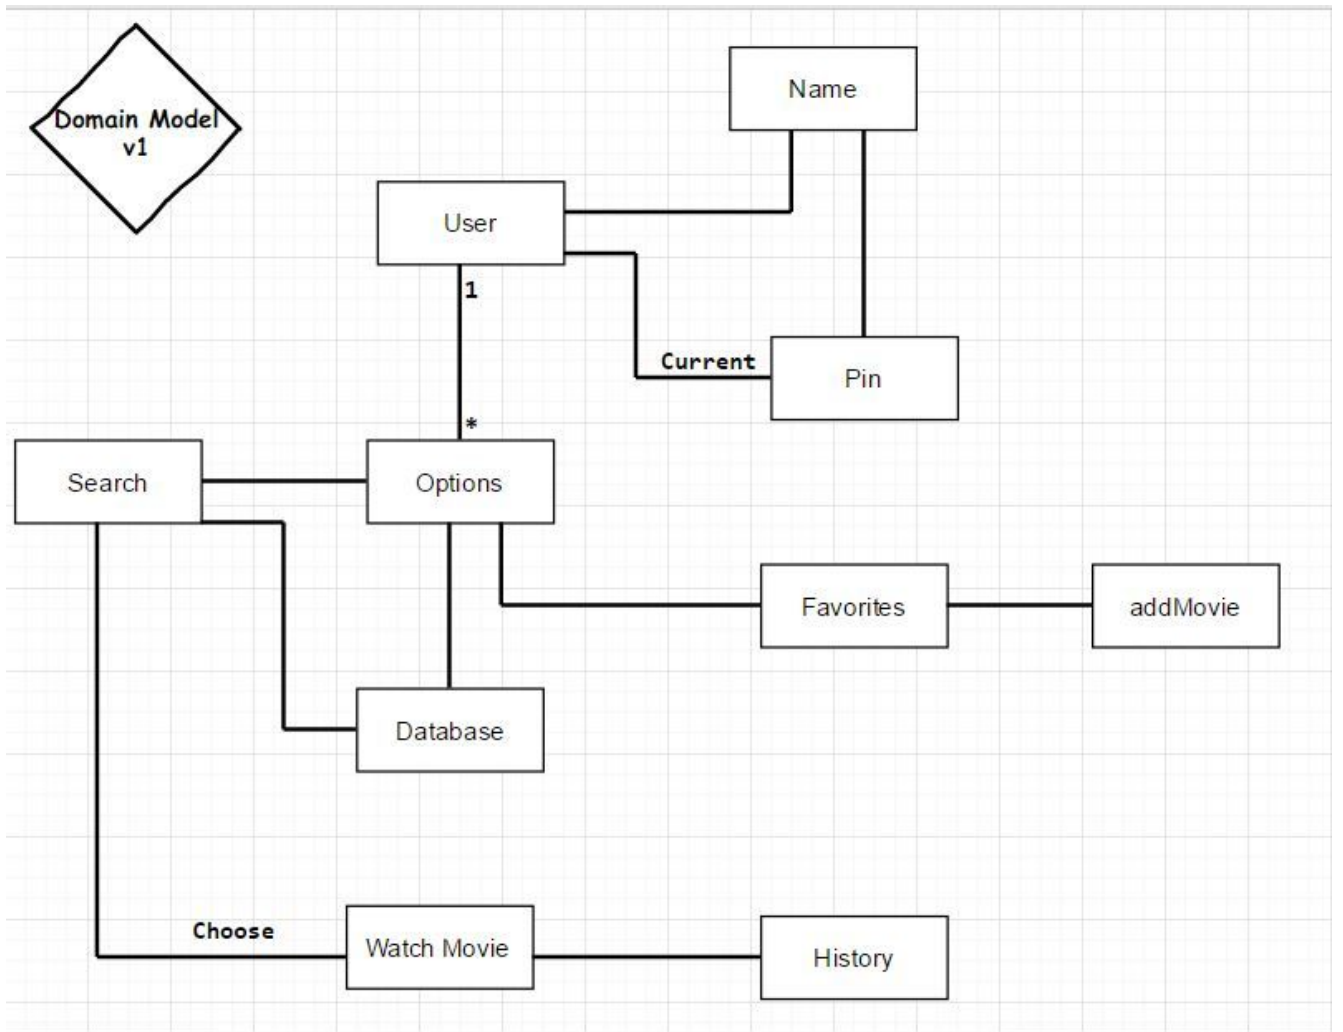 Domain Model
v1
Name
User
1
Current
Pin
*
Search
Options
Favorites
addMovie
Database
Choose
Watch Movie
History